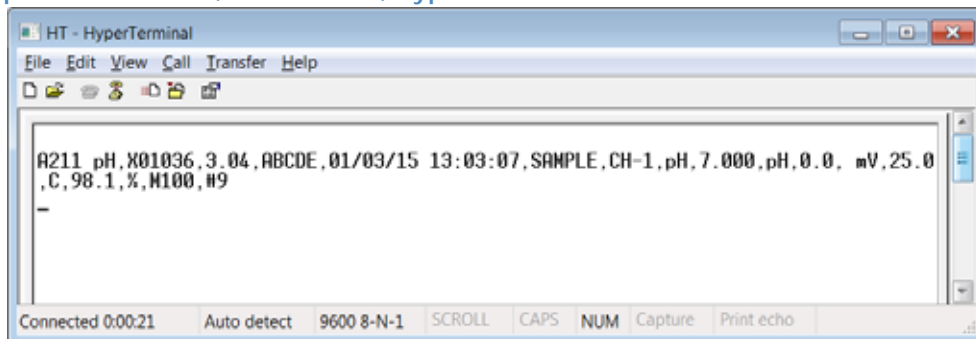 HT - HyperTerminal
File Edit View Call Transfer Help
A211 pH,X01036,3.04,ABCDE,01/03/15 13:03:07,SAMPLE,CH-1,pH,7.000,pH,0.0, mV,25.0
,C,98.1,%,M100,#9
Connected 0:00:21 Auto detect 9600 8-N-1 SCROLL CAPS NUM Capture Print echo